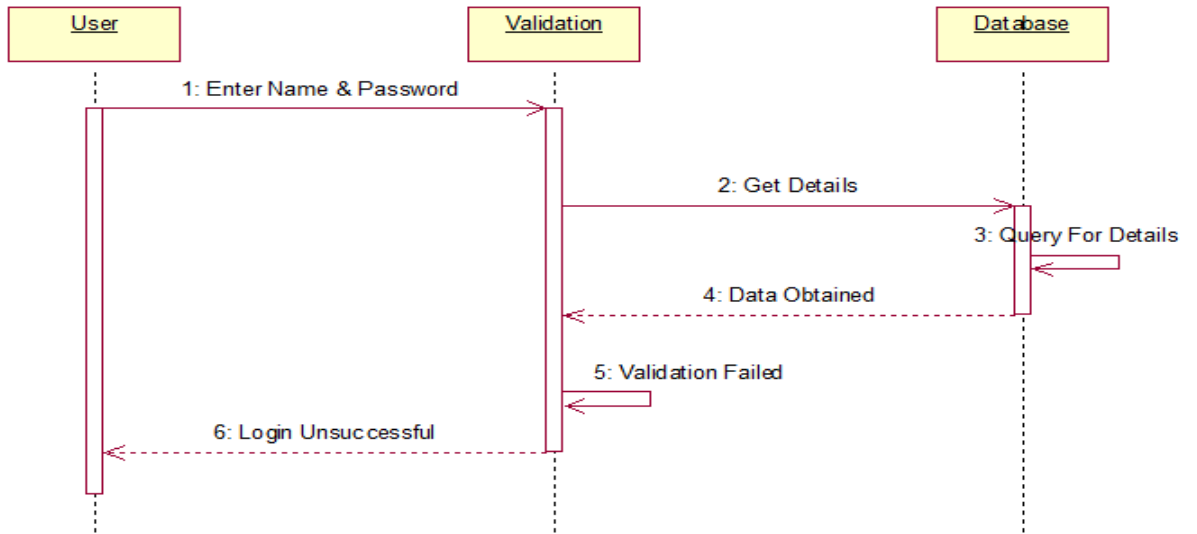 User
Validation
Database
1: Enter Name & Password
2: Get Details
3: Query For Details
4: Data Obtained
5: Validation Failed
6: Login Unsuccessful